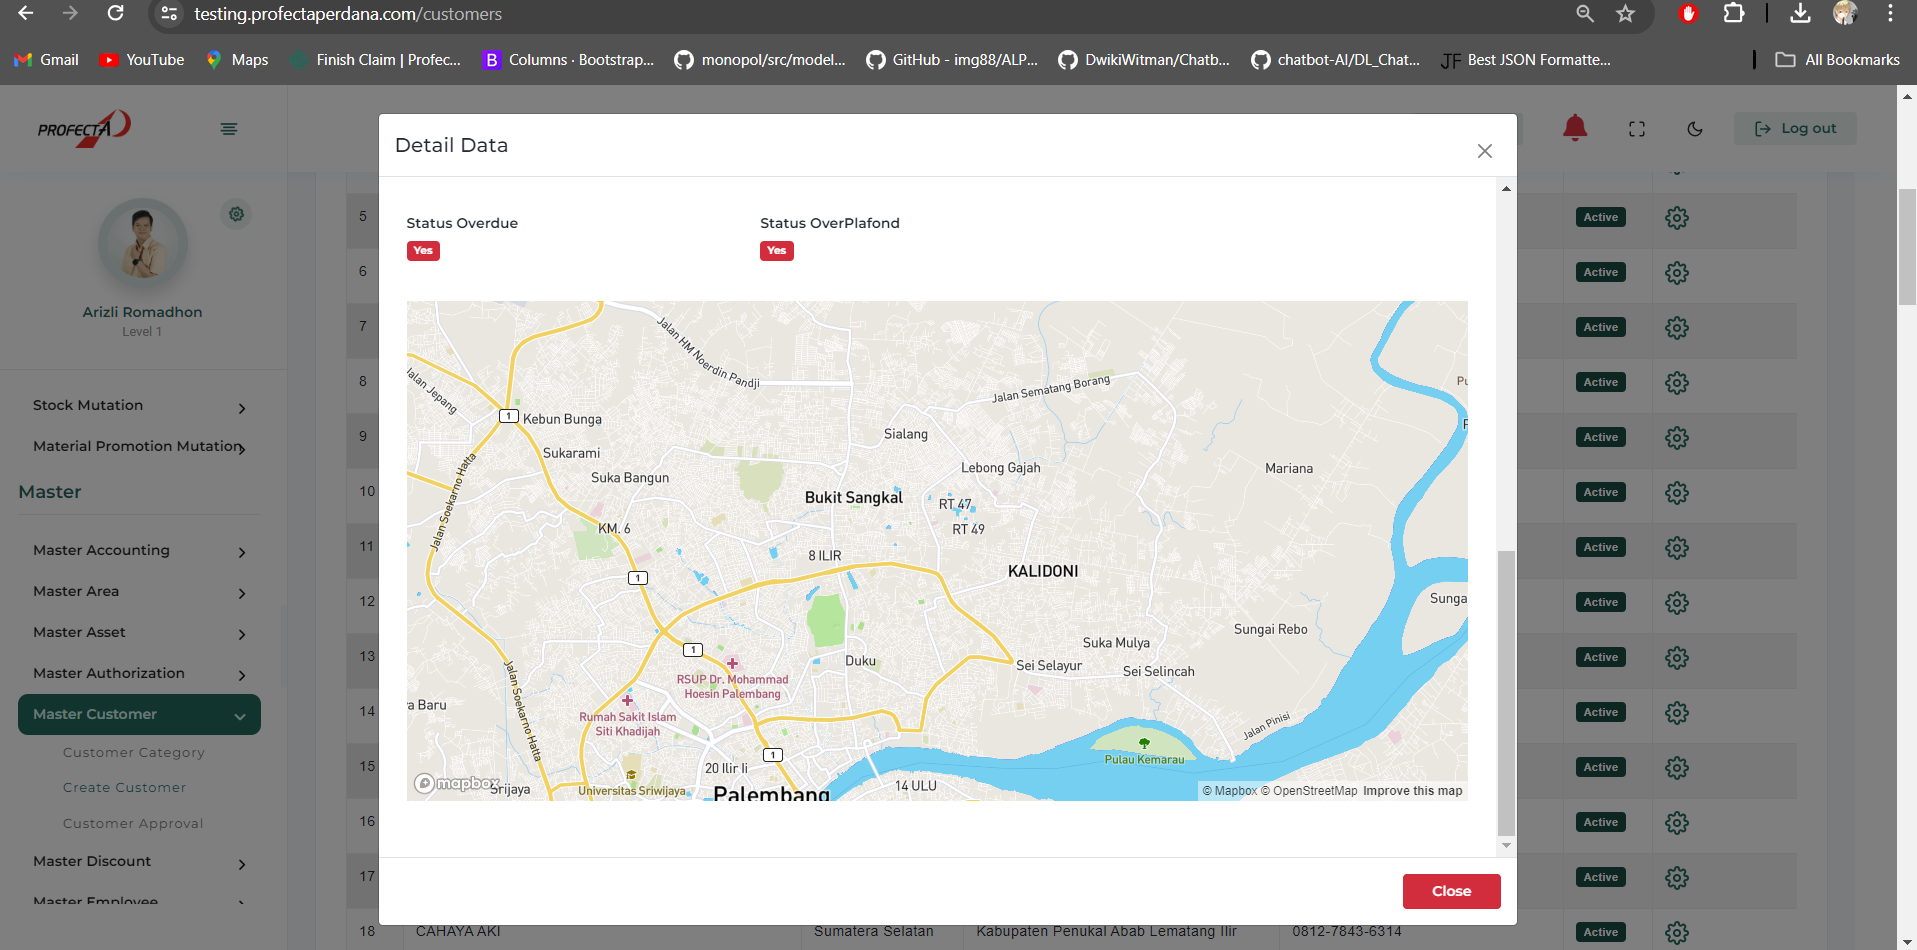 testing.profectaperdana.com/customers
Gmail
YouTube
Maps
Finish Claim | Profec...
B
Columns · Bootstrap...
monopol/src/model...
GitHub - img88/ALP...
DwikiWitman/Chatb...
chatbot-AI/DL_Chat...
JF
Best JSON Formatte...
All Bookmarks
PROFECTA
Log out
Arizli Romadhon
Level 1
Stock Mutation
Material Promotion Mutation
Master
Master Accounting
Master Area
Master Asset
Master Authorization
Master Customer
Customer Category
Create Customer
Customer Approval
Master Discount
Master Employee
Detail Data
Status Overdue
Yes
Status OverPlafond
Yes
Jalan HM Noerdin Pandji
Jalan Jepang
Jalan Sematang Borang
1
Kebun Bunga
Sialang
Sukarami
Suka Bangun
Lebong Gajah
Mariana
Bukit Sangkal
RT 47
RT 49
KM. 6
Jalan Soekarno Hatta
8 ILIR
KALIDONI
1
Sunga
Sungai Rebo
Suka Mulya
1
Duku
Sei Selayur
Sei Selincah
RSUP Dr. Mohammad
Hoesin Palembang
Jalan Soekarno Hatta
a Baru
Rumah Sakit Islam
Siti Khadijah
Jalan Pinisi
1
Pulau Kemarau
20 Ilir Ii
14 ULU
Srijaya
Universitas Sriwijaya
Palembang
mapbox
© Mapbox © OpenStreetMap Improve this map
Close
5
Active
6
Active
7
Active
8
Active
9
Active
10
Active
11
Active
12
Active
13
Active
14
Active
15
Active
16
Active
17
Active
18
CAHAYA AKI
Sumatera Selatan
Kabupaten Penukal Abab Lematang Ilir
0812-7843-6314
Active